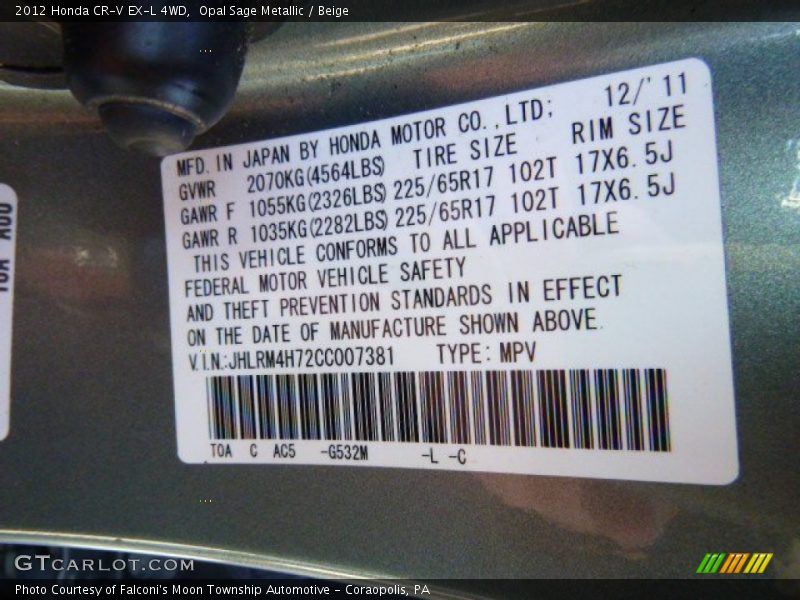 2012 Honda CR-V EX-L 4WD,  Opal Sage Metallic / Beige
12/'11
MFD. IN JAPAN BY HONDA MOTOR CO., LTD;
GVWR 2070KG(4564LBS) TIRE SIZE RIM SIZE
GAWR F 1055KG(2326LBS) 225/65R17 102T 17X6.5J
GAWR R 1035KG(2282LBS) 225/65R17 102T 17X6.5J
THIS VEHICLE CONFORMS TO ALL APPLICABLE
FEDERAL MOTOR VEHICLE SAFETY
AND THEFT PREVENTION STANDARDS IN EFFECT
ON THE DATE OF MANUFACTURE SHOWN ABOVE.
V.I.N.:JHLRM4H72CC007381 TYPE: MPV
TOA C AC5 -G532M -L -C
GTCARLOT.COM
Photo Courtesy of Falconi's Moon Township Automotive - Coraopolis, PA